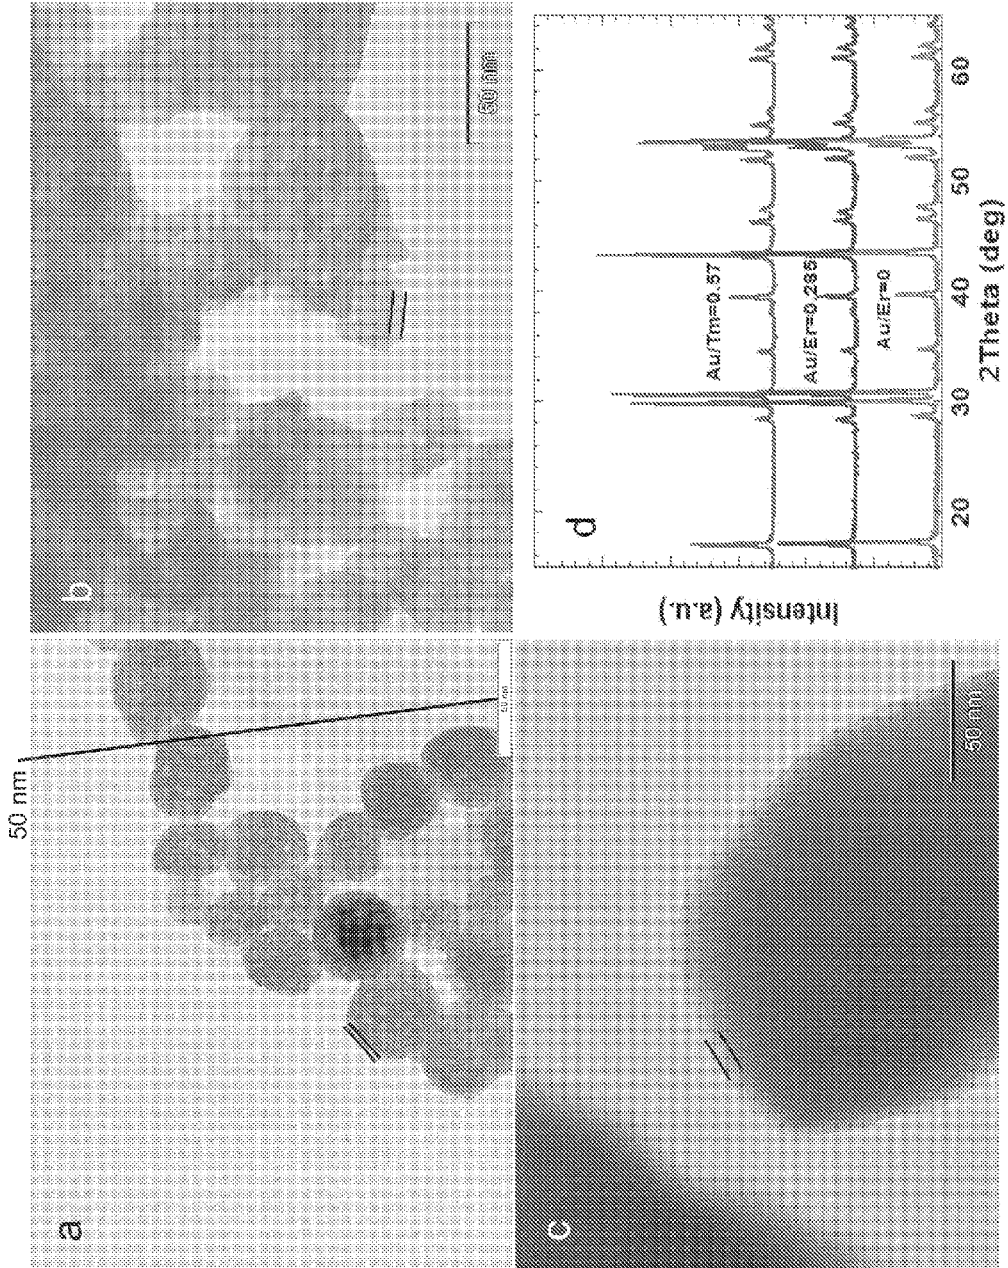 a
50 nm
b
50 nm
c
50 nm
d
Intensity (a.u.)
Au/Tm=0.57
Au/Er=0.285
Au/Er=0
20
30
40
50
60
2Theta (deg)